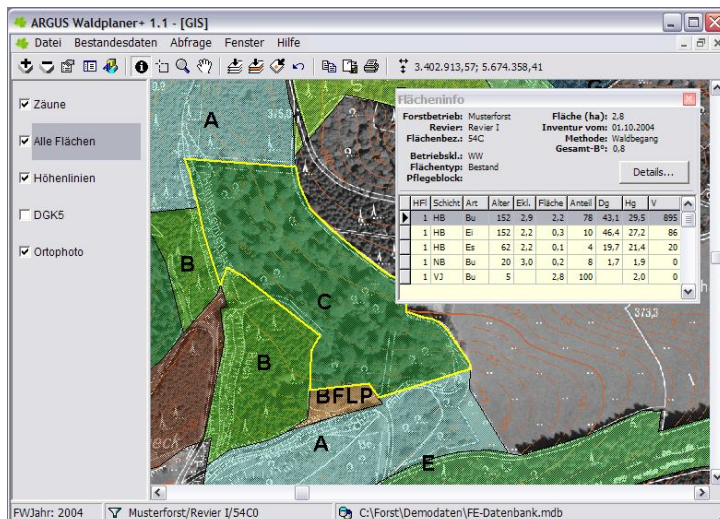 ARGUS Waldplaner+ 1.1 - [GIS]
Datei Bestandesdaten Abfrage Fenster Hilfe
3.402.913,57; 5.674.358,41
Zäune
Alle Flächen
Höhenlinien
DGK5
Ortophoto
A
B
C
B
BFLP
A
E
373,3
Flächeninfo
Forstbetrieb: Musterforst Fläche (ha): 2,8
Revier: Revier I Inventur vom: 01.10.2004
Flächenbez.: 54C Methode: Waldbegang
Gesamt-B°: 0,8
Betriebskl.: WW
Flächentyp: Bestand
Pflegeblock:
Details...
HFl Schicht Art Alter Ekl. Fläche Anteil Dg Hg V
1 HB Bu 152 2,9 2,2 78 43,1 29,5 895
1 HB Ei 152 2,2 0,3 10 46,4 27,2 86
1 HB Es 62 2,2 0,1 4 19,7 21,4 20
1 NB Bu 20 3,0 0,2 8 1,7 1,9 0
1 VJ Bu 5 2,8 100 2,0 0
FWJahr: 2004 Musterforst/Revier I/54C0 C:\Forst\Demodaten\FE-Datenbank.mdb